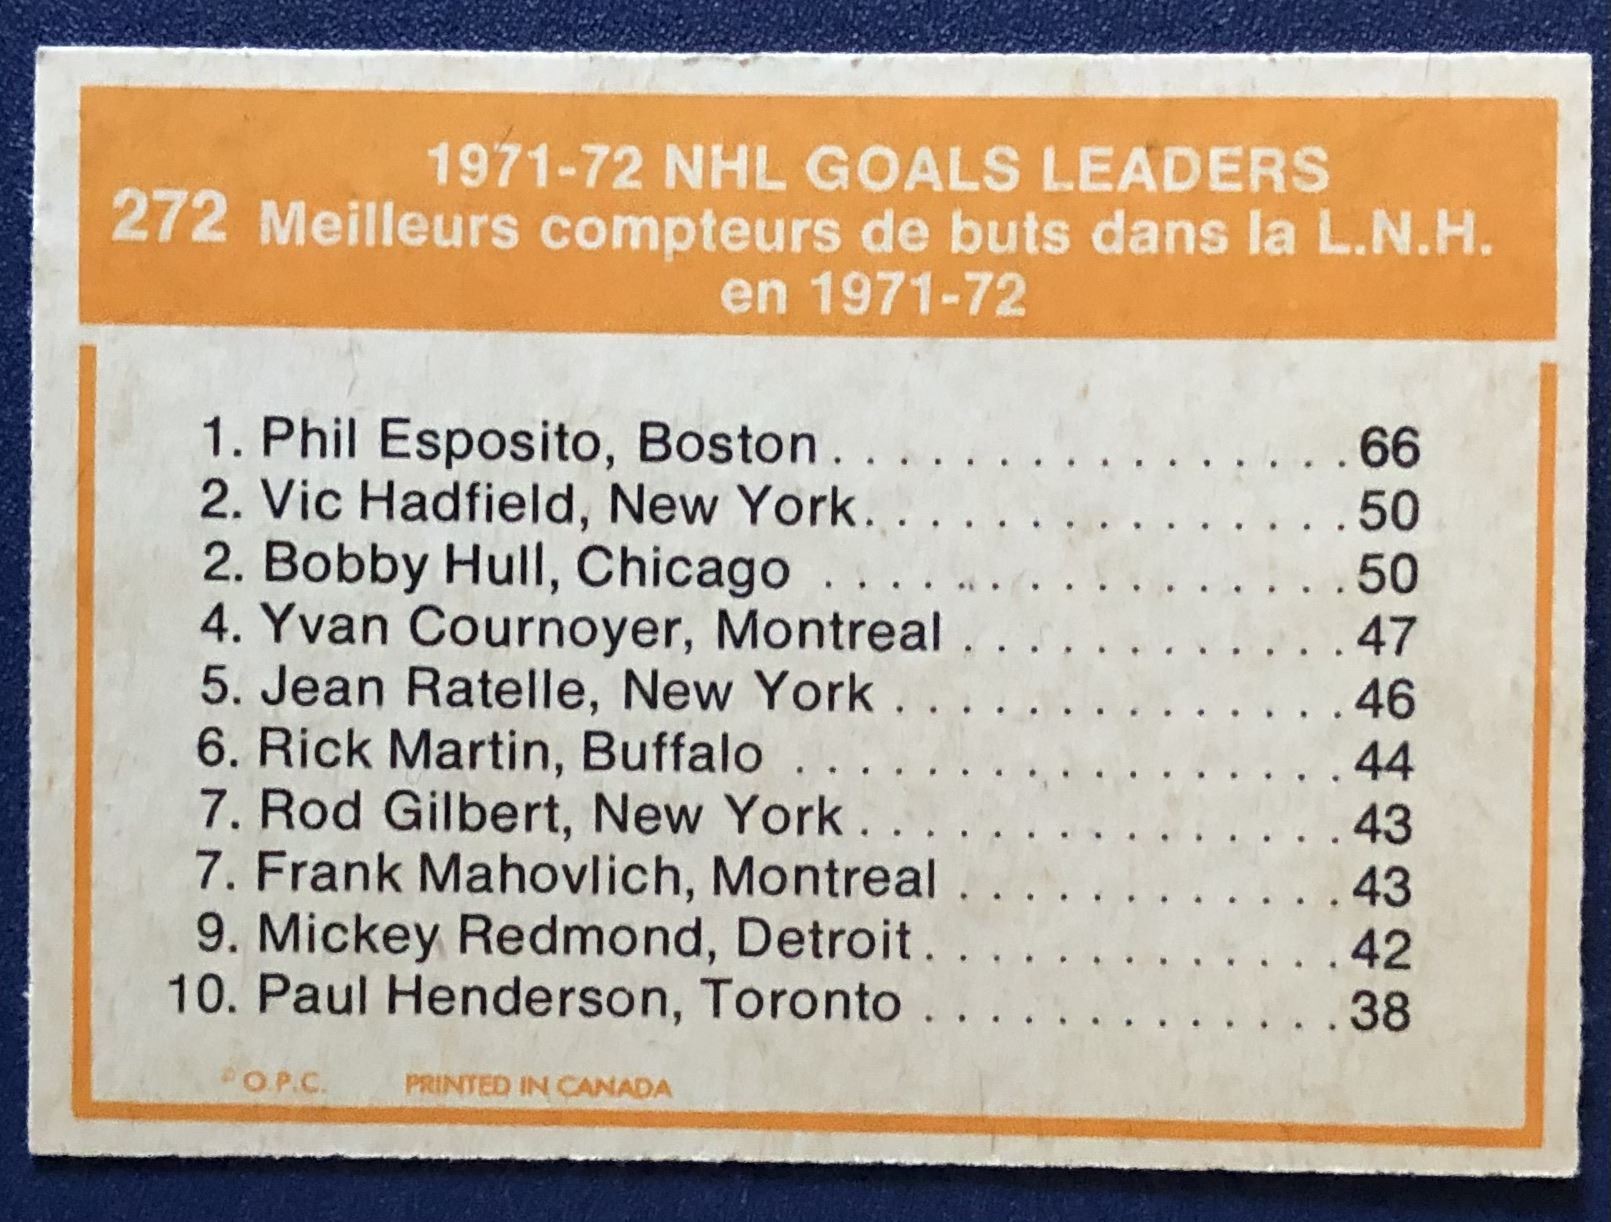 1971-72 NHL GOALS LEADERS
272 Meilleurs compteurs de buts dans la L.N.H.
en 1971-72
1. Phil Esposito, Boston. . . . . . . . . . . . . . . . . 66
2. Vic Hadfield, New York. . . . . . . . . . . . . . . . 50
2. Bobby Hull, Chicago . . . . . . . . . . . . . . . . . 50
4. Yvan Cournoyer, Montreal . . . . . . . . . . . . 47
5. Jean Ratelle, New York . . . . . . . . . . . . . . 46
6. Rick Martin, Buffalo . . . . . . . . . . . . . . . . . 44
7. Rod Gilbert, New York. . . . . . . . . . . . . . . 43
7. Frank Mahovlich, Montreal . . . . . . . . . . . . 43
9. Mickey Redmond, Detroit. . . . . . . . . . . . . 42
10. Paul Henderson, Toronto . . . . . . . . . . . . . 38
© O.P.C. PRINTED IN CANADA